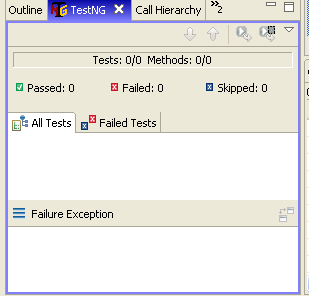 Outline TestNG Call Hierarchy »2
Tests: 0/0 Methods: 0/0
Passed: 0 Failed: 0 Skipped: 0
All Tests Failed Tests
Failure Exception